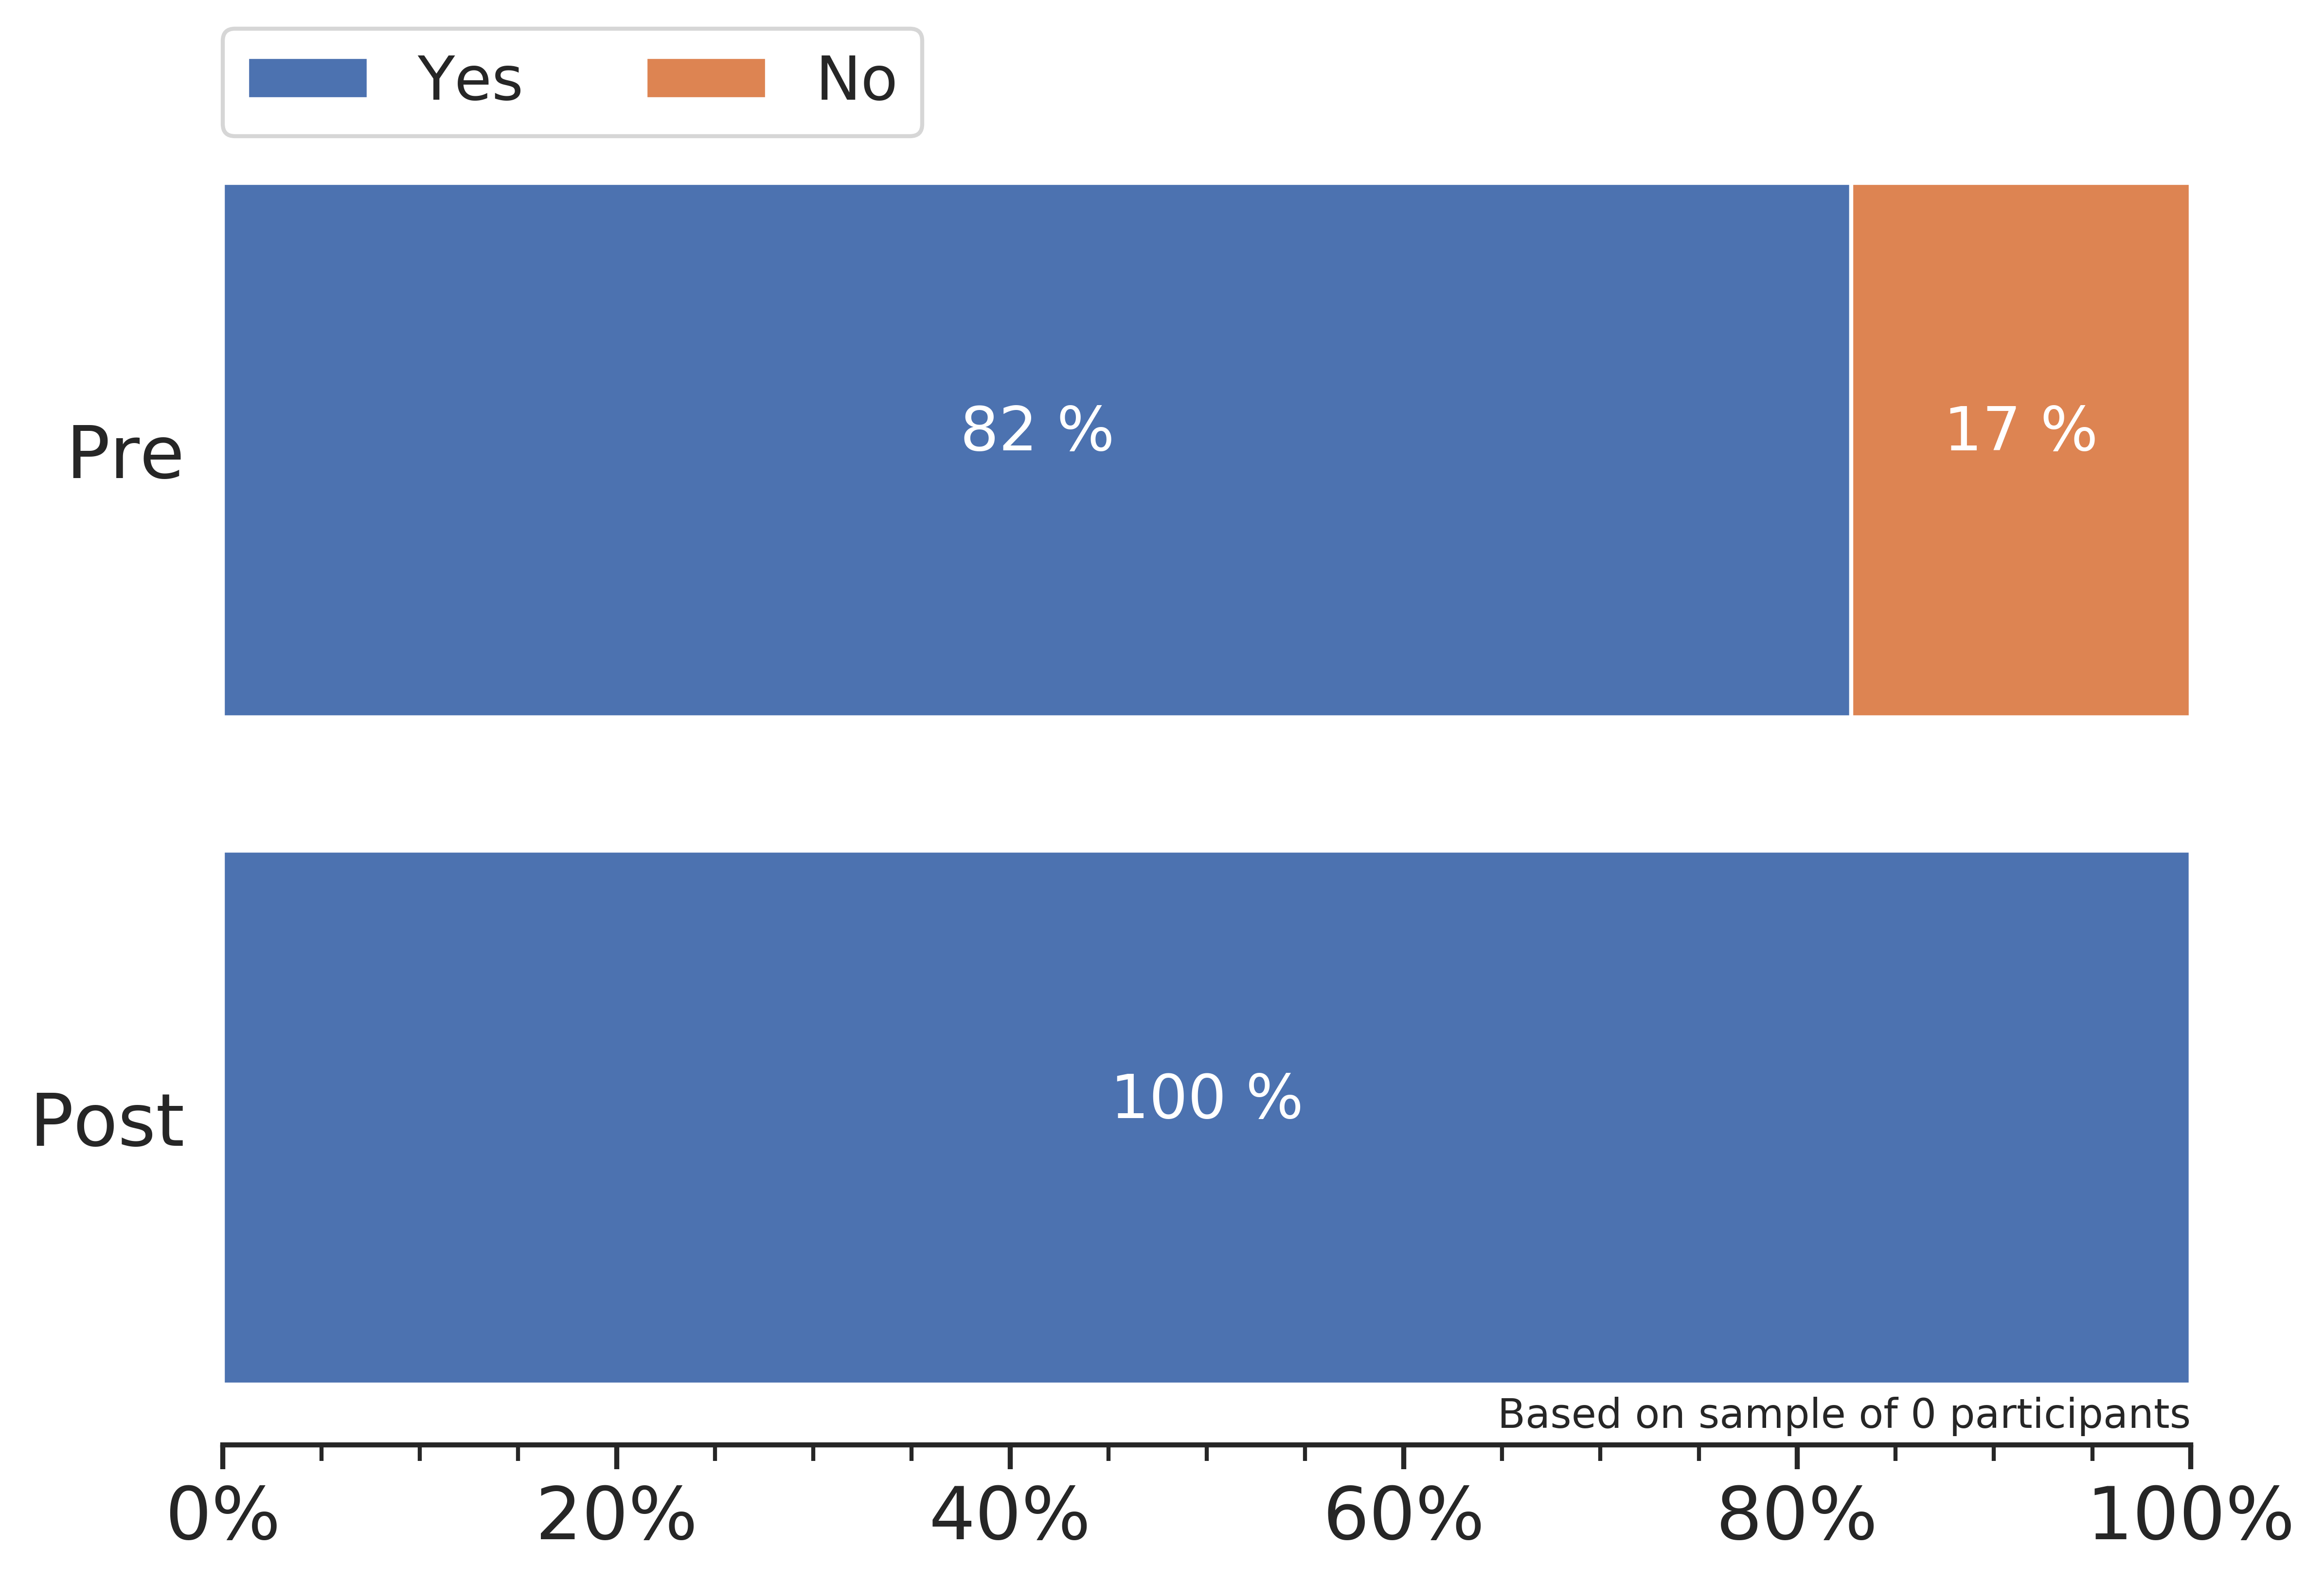 Yes No
Pre
82 % 17 %
Post
100 %
Based on sample of 0 participants
0% 20% 40% 60% 80% 100%